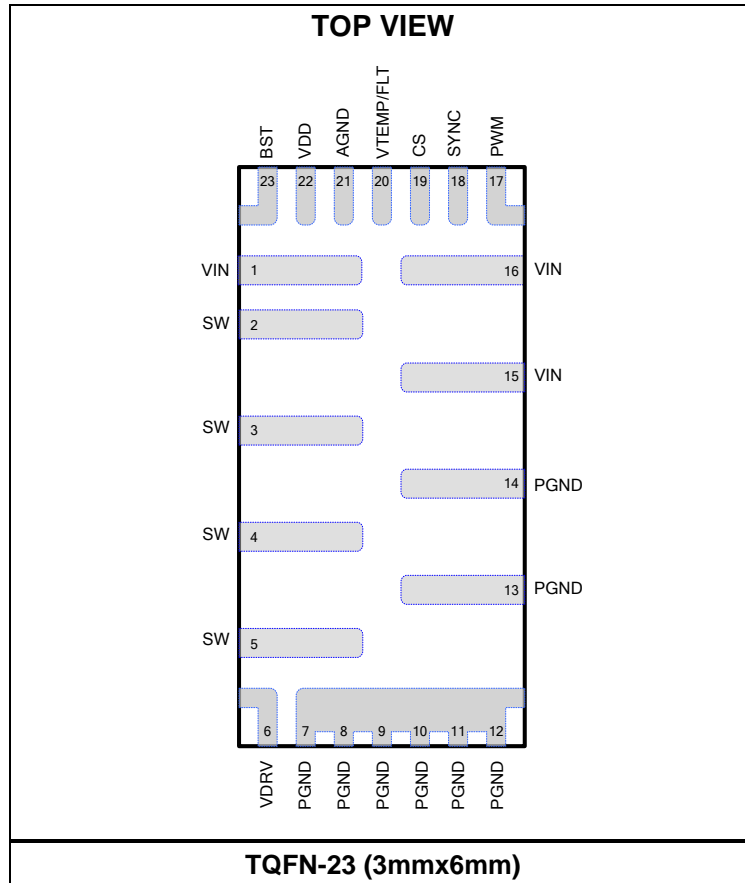 TOP VIEW
BST
VDD
AGND
VTEMP/FLT
CS
SYNC
PWM
23
22
21
20
19
18
17
VIN
1
16
VIN
SW
2
15
VIN
SW
3
14
PGND
SW
4
13
PGND
SW
5
6
7
8
9
10
11
12
VDRV
PGND
PGND
PGND
PGND
PGND
PGND
TQFN-23 (3mmx6mm)